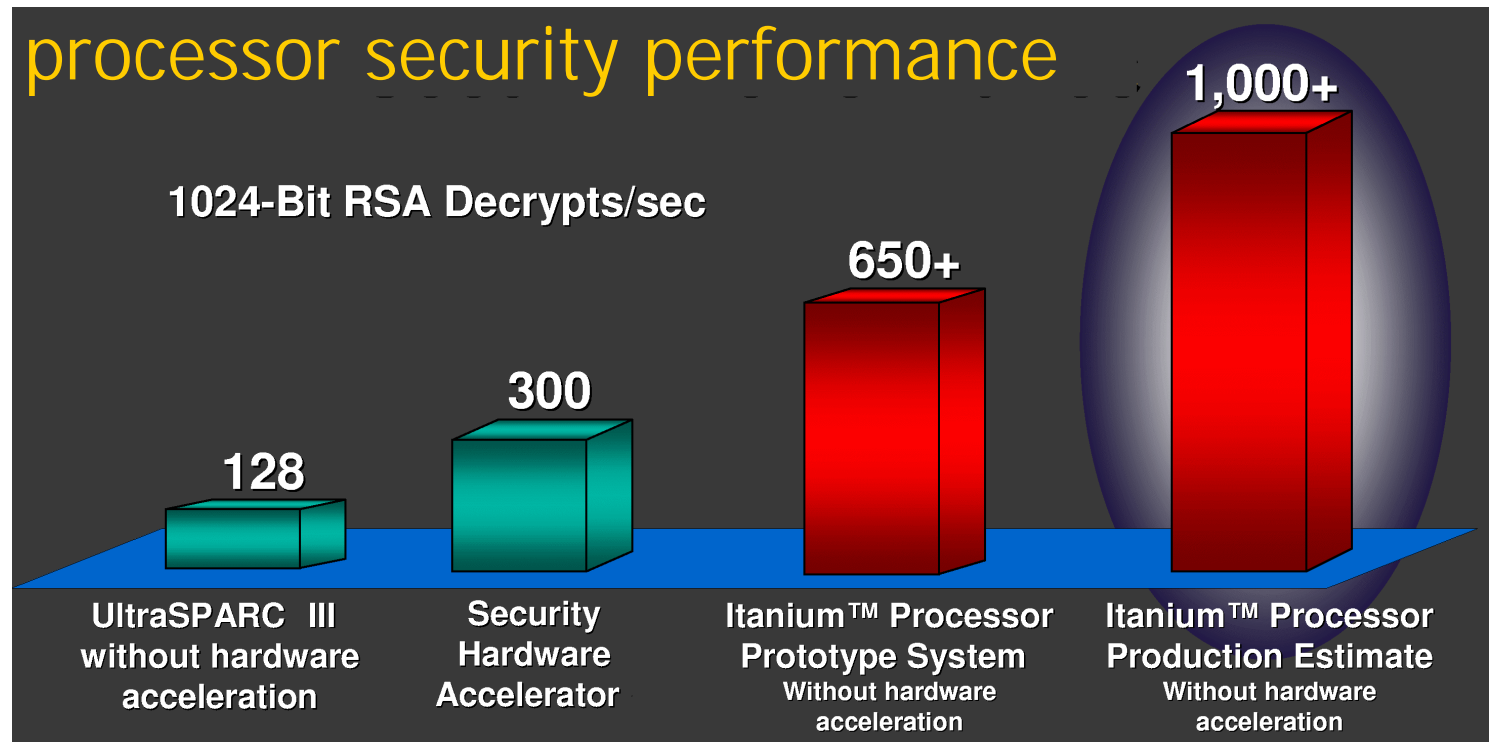 processor security performance
1,000+
1024-Bit RSA Decrypts/sec
650+
300
128
UltraSPARC III
without hardware
acceleration
Security
Hardware
Accelerator
Itanium™ Processor
Prototype System
Without hardware
acceleration
Itanium™ Processor
Production Estimate
Without hardware
acceleration